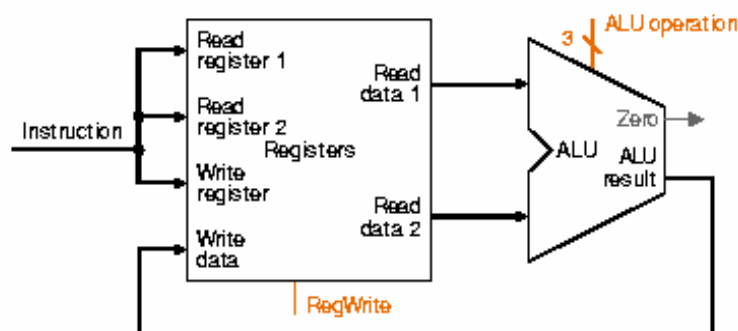 3
ALU operation
Read
register 1
Read
data 1
Read
register 2
Instruction
Registers
Zero
ALU
ALU
result
Write
register
Read
data 2
Write
data
RegWrite